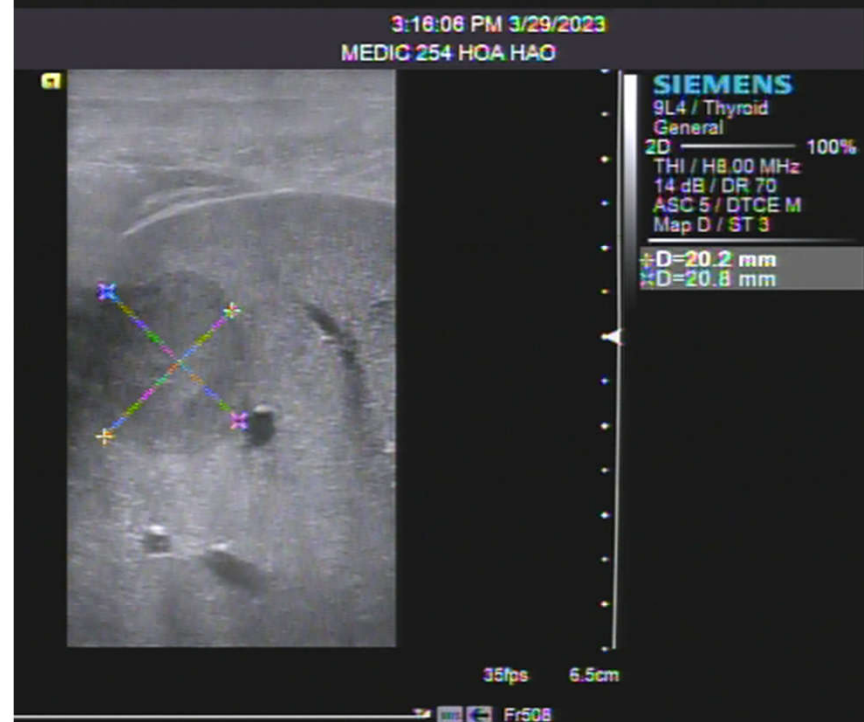 3:16:06 PM 3/29/2023
MEDIC 254 HOA HAO
SIEMENS
9L4 / Thyroid
General
2D 100%
THI / H8.00 MHz
14 dB / DR 70
ASC 5 / DTCE M
Map D / ST 3
D=20.2 mm
D=20.8 mm
35fps 6.5cm
Fr508